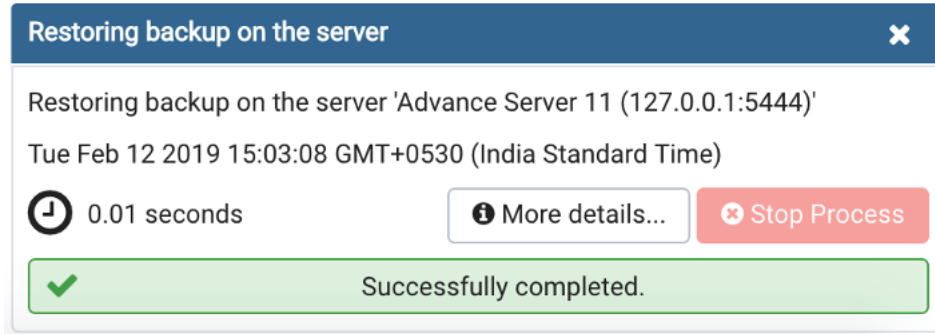 Restoring backup on the server
Restoring backup on the server 'Advance Server 11 (127.0.0.1:5444)'
Tue Feb 12 2019 15:03:08 GMT+0530 (India Standard Time)
0.01 seconds More details... Stop Process
Successfully completed.